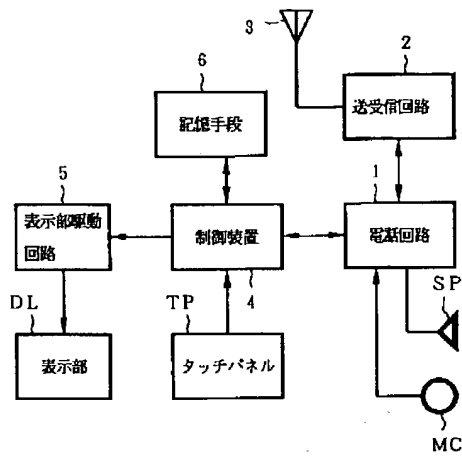 3
2
送受信回路
6
記憶手段
5
表示部駆動
回路
制御装置
4
1
電話回路
SP
DL
表示部
TP
タッチパネル
MC